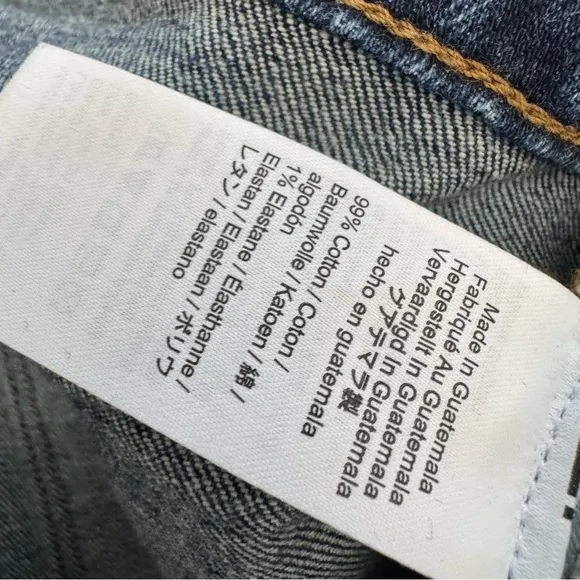 Made In Guatemala
Fabriqué Au Guatemala
Hergestellt In Guatemala
Vervaardigd In Guatemala
グアテマラ製
hecho en guatemala
99% Cotton / Coton /
Baumwolle / Katoen / 綿 /
algodón
1% Elastane / Élasthanne /
Elastan / Elastaan / ポリウ
レタン / elastano